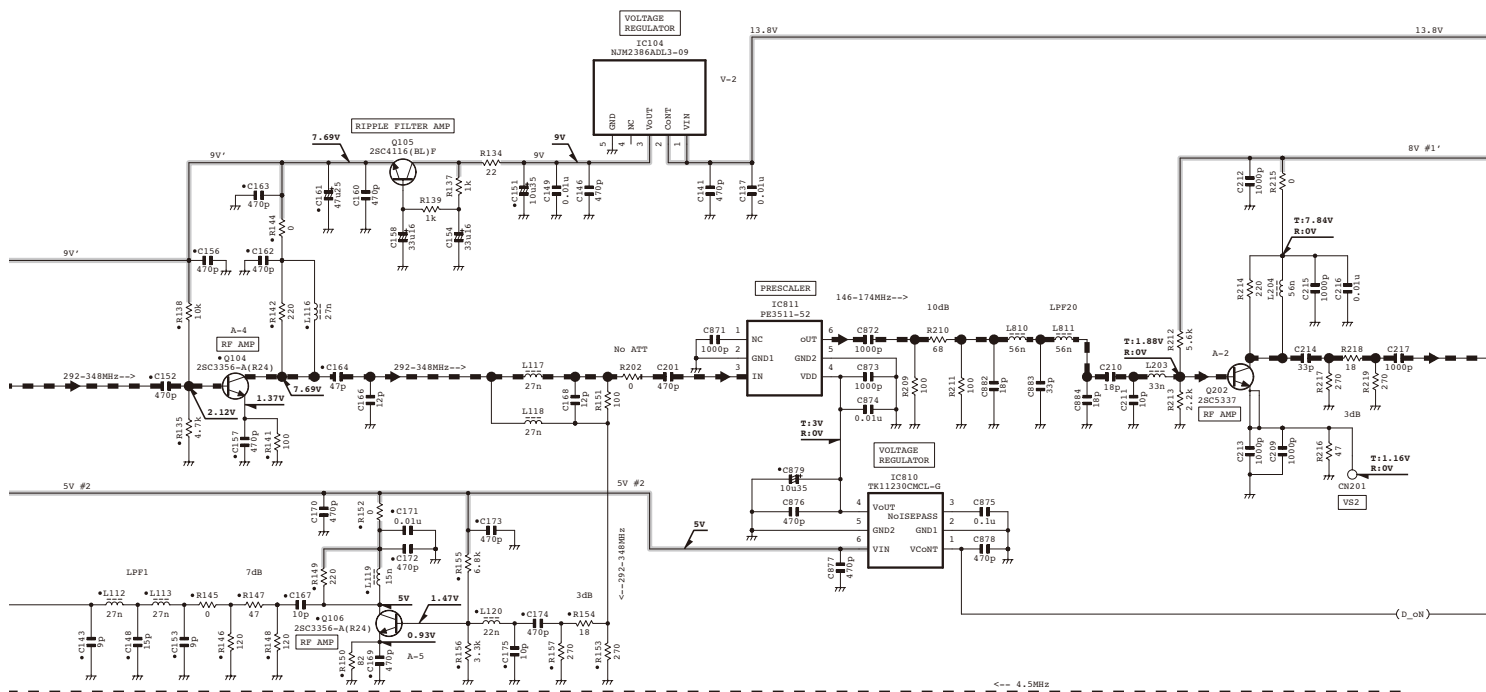 VOLTAGE
REGULATOR
IC104
NJM2386ADL3-09
V-2
GND
NC
VoUT
CoNT
VIN
5
4
3
2
1
13.8V
13.8V
RIPPLE FILTER AMP
Q105
2SC4116(BL)F
7.69V
9V'
R134
22
9V
9V
•C163
470p
•R144
0
•C161
47u25
C160
470p
R137
1k
R139
1k
C158
33u16
C154
33u16
•C151
10u35
C149
0.01u
C146
470p
C141
470p
C137
0.01u
9V'
•C156
470p
•C162
470p
•R138
10k
•R142
220
•L116
27n
A-4
RF AMP
•Q104
2SC3356-A(R24)
292-348MHz-->
•C152
47p
7.69V
1.37V
2.12V
•R135
4.7k
•C157
470p
•R141
100
•C164
47p
292-348MHz-->
•C166
12p
•L117
27n
•L118
27n
•C168
12p
•R151
100
No ATT
R202
0
C201
470p
PRESCALER
IC811
PE3511-52
NC
GND1
IN
oUT
GND2
VDD
1
2
3
6
5
4
C871
1000p
146-174MHz-->
C872
1000p
C873
1000p
C874
0.01u
T:3V
R:0V
10dB
R209
100
R210
68
R211
100
LPF20
L810
56n
L811
56n
C882
18p
C883
33p
C884
18p
C210
18p
C211
10p
L203
33n
T:1.88V
R:0V
R212
5.6k
R213
2.2k
8V #1'
C212
1000p
R215
0
T:7.84V
R:0V
R214
220
L204
56n
C215
1000p
C216
0.01u
A-2
Q202
2SC5337
RF AMP
C214
33p
R217
270
R218
18
R219
270
C217
1000p
3dB
C213
1000p
C209
1000p
R216
47
T:1.16V
R:0V
CN201
VS2
VOLTAGE
REGULATOR
IC810
TK11230CMCL-G
VoUT
NoISEPASS
GND2
GND1
VIN
VCoNT
4
5
6
3
2
1
•C879
10u35
C876
470p
C877
470p
C875
0.1u
C878
470p
5V #2
5V #2
5V
C170
470p
•R152
0
•C171
0.01u
•C172
470p
•R149
220
•L119
15n
•R155
6.8k
•C173
470p
<--292-348MHz
LPF1
•L112
27n
•L113
27n
•C143
9p
•C148
15p
•C153
9p
•R145
0
7dB
•R147
47
•R146
120
•R148
120
•C167
10p
•Q106
2SC3356-A(R24)
RF AMP
5V
1.47V
0.93V
A-5
•R150
82
•C169
470p
•R156
3.3k
•L120
22n
•C175
10p
•C174
470p
3dB
•R154
18
•R157
270
•R153
270
(D_oN)
<-- 4.5MHz